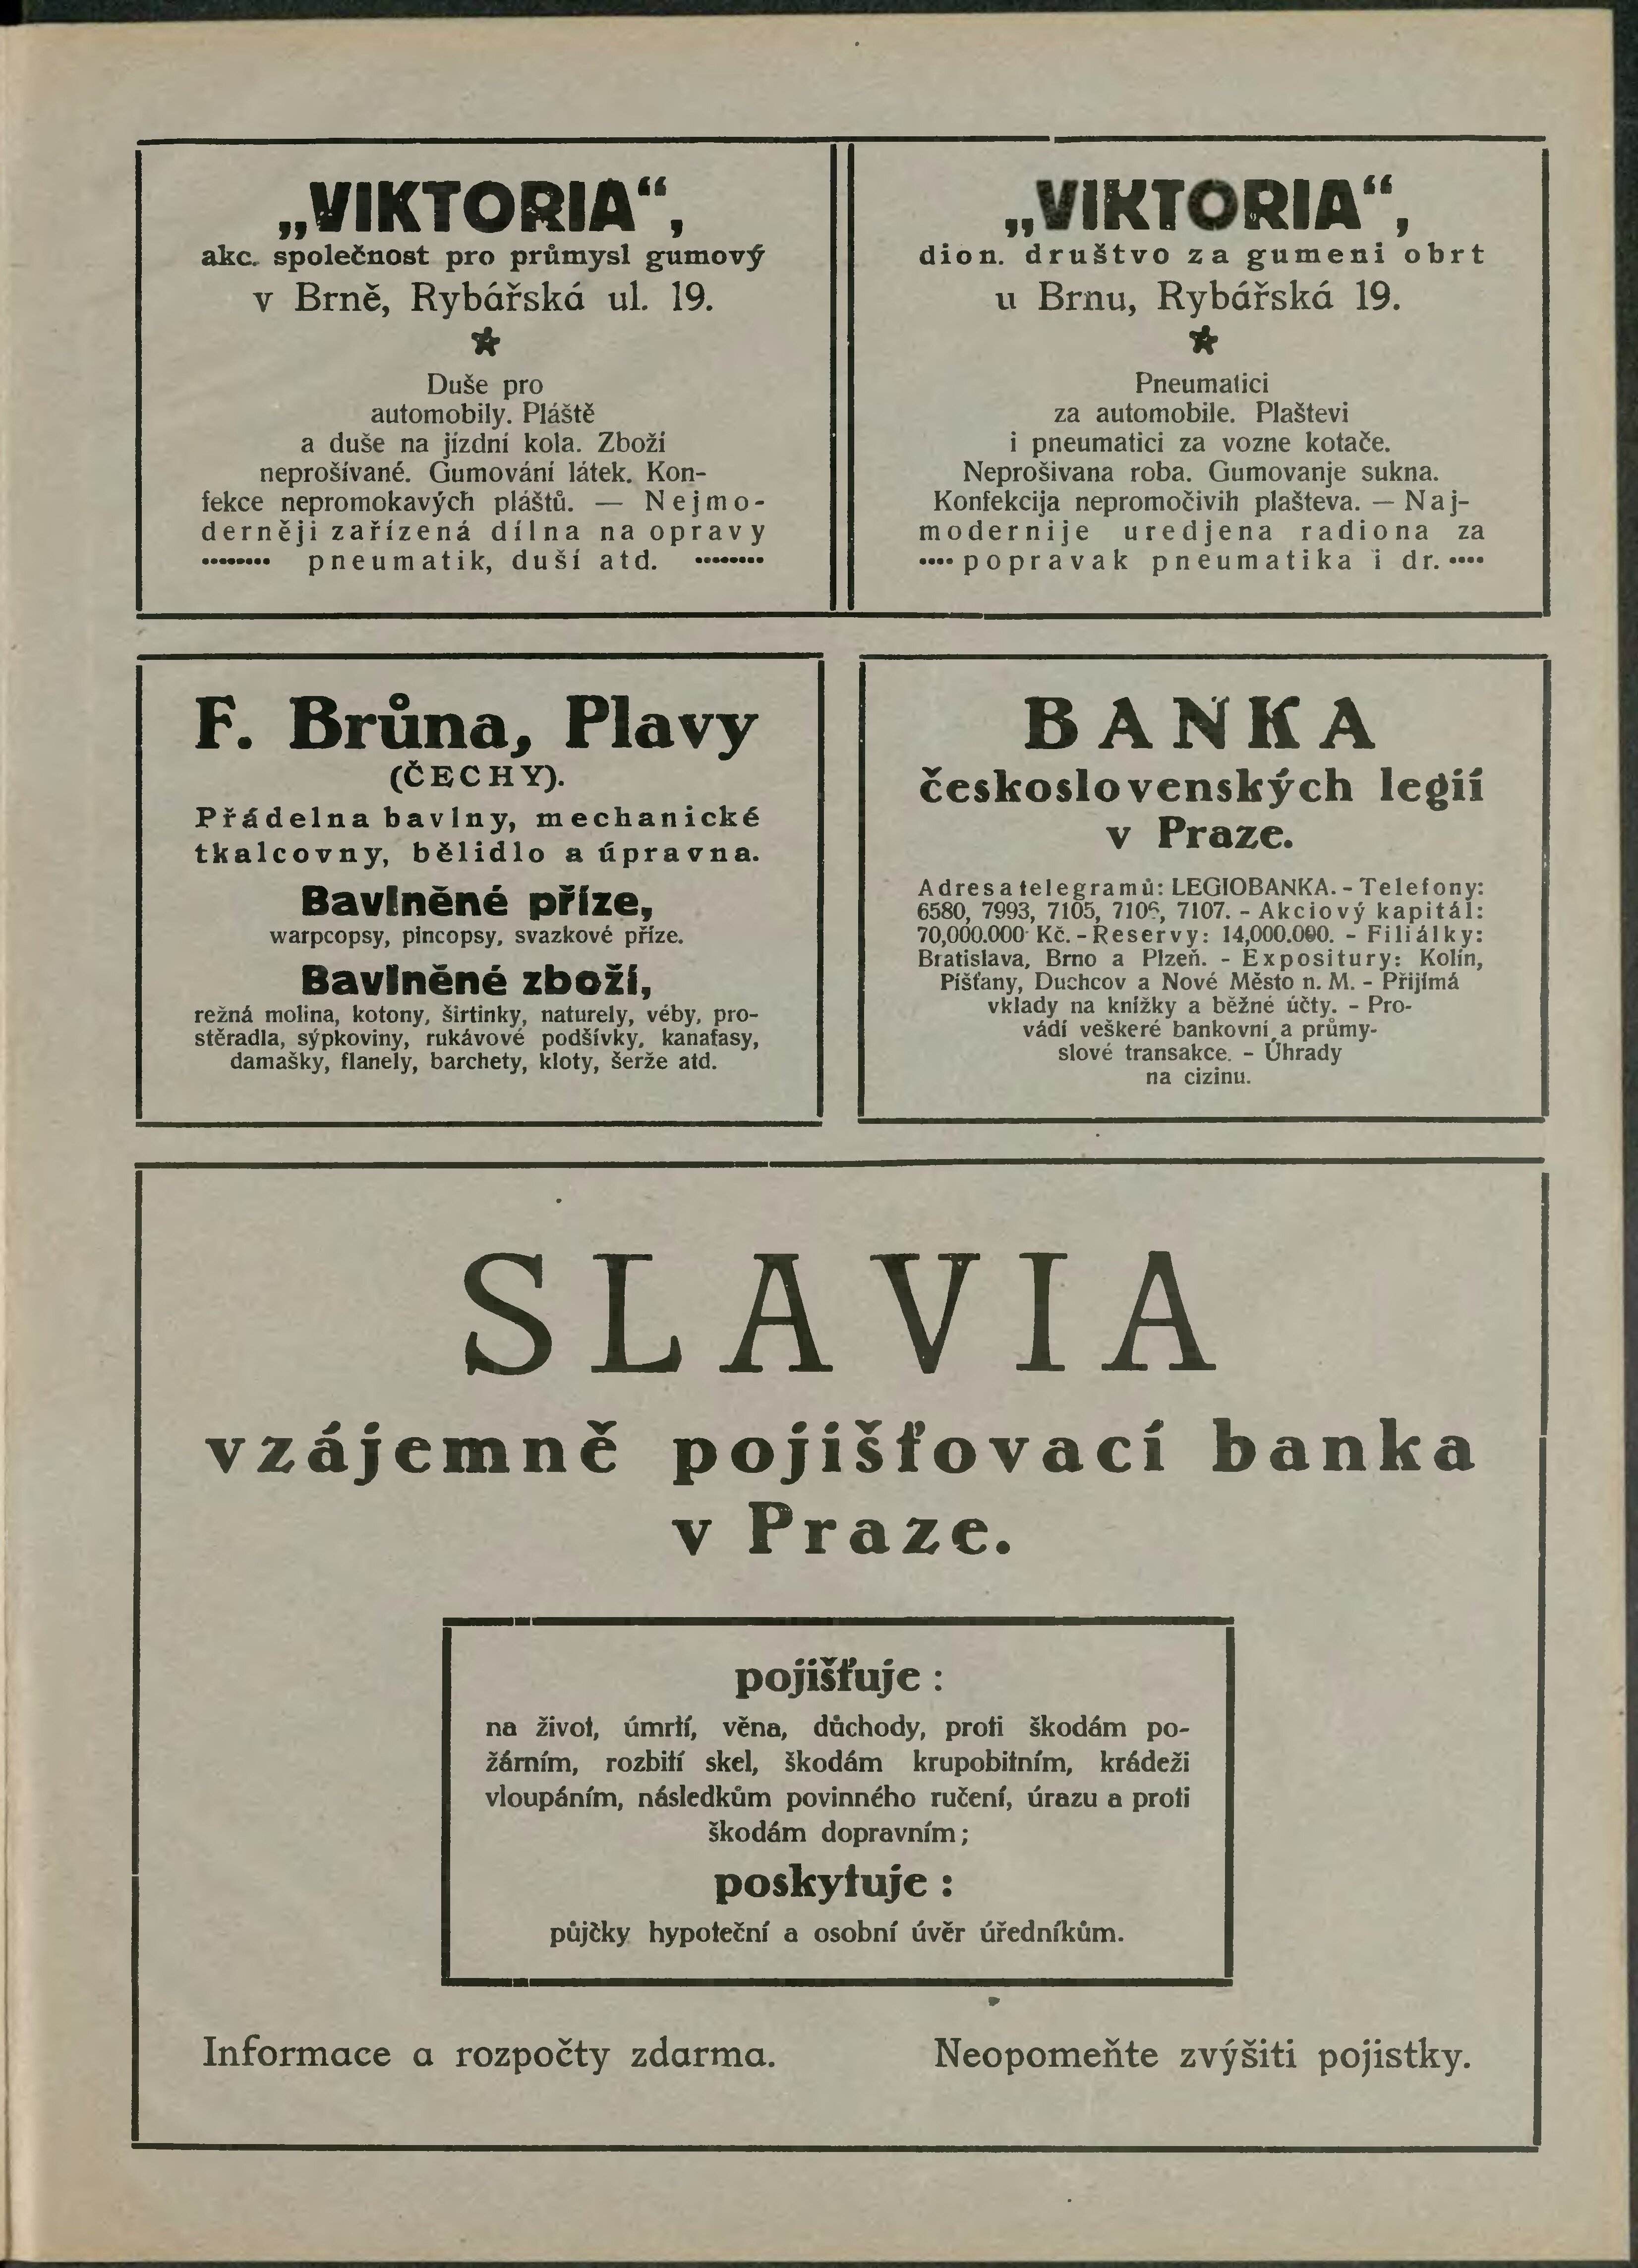 „VIKTORIA“,
akc. společnost pro průmysl gumový
v Brně, Rybářská ul. 19.
Duše pro
automobily. Pláště
a duše na jízdní kola. Zboží
neprošívané. Gumování látek. Kon-
fekce nepromokavých pláštů. — Nejmo-
derněji zařízená dílna na opravy
pneumatik, duší atd.
„VIKTORIA“,
dion. društvo za gumeni obrt
u Brnu, Rybářská 19.
Pneumatici
za automobile. Plaštevi
i pneumatici za vozne kotače.
Neprošivana roba. Gumovanje sukna.
Konfekcija nepromočivih plašteva. — Naj-
modernije uredjena radiona za
popravak pneumatika i dr.
F. Brůna, Plavy
(ČECHY).
Přádelna bavlny, mechanické
tkalcovny, bělidlo a úpravna.
Bavlněné příze,
warpcopsy, pincopsy, svazkové příze.
Bavlněné zboží,
režná molina, kotony, širtinky, naturely, véby, pro-
stěradla, sýpkoviny, rukávové podšívky, kanafasy,
damašky, flanely, barchety, kloty, šerže atd.
BANKA
československých legií
v Praze.
Adresa telegramů: LEGIOBANKA. - Telefony:
6580, 7993, 7105, 7106, 7107. - Akciový kapitál:
70,000.000 Kč. - Reservy: 14,000.000. - Filiálky:
Bratislava, Brno a Plzeň. - Expositury: Kolín,
Píšťany, Duchcov a Nové Město n. M. - Přijímá
vklady na knížky a běžné účty. - Pro-
vádí veškeré bankovní a průmy-
slové transakce. - Úhrady
na cizinu.
SLAVIA
vzájemně pojišťovací banka
v Praze.
pojišťuje :
na život, úmrtí, věna, důchody, proti škodám po-
žárním, rozbití skel, škodám krupobitním, krádeži
vloupáním, následkům povinného ručení, úrazu a proti
škodám dopravním ;
poskytuje :
půjčky hypoteční a osobní úvěr úředníkům.
Informace a rozpočty zdarma. Neopomeňte zvýšiti pojistky.